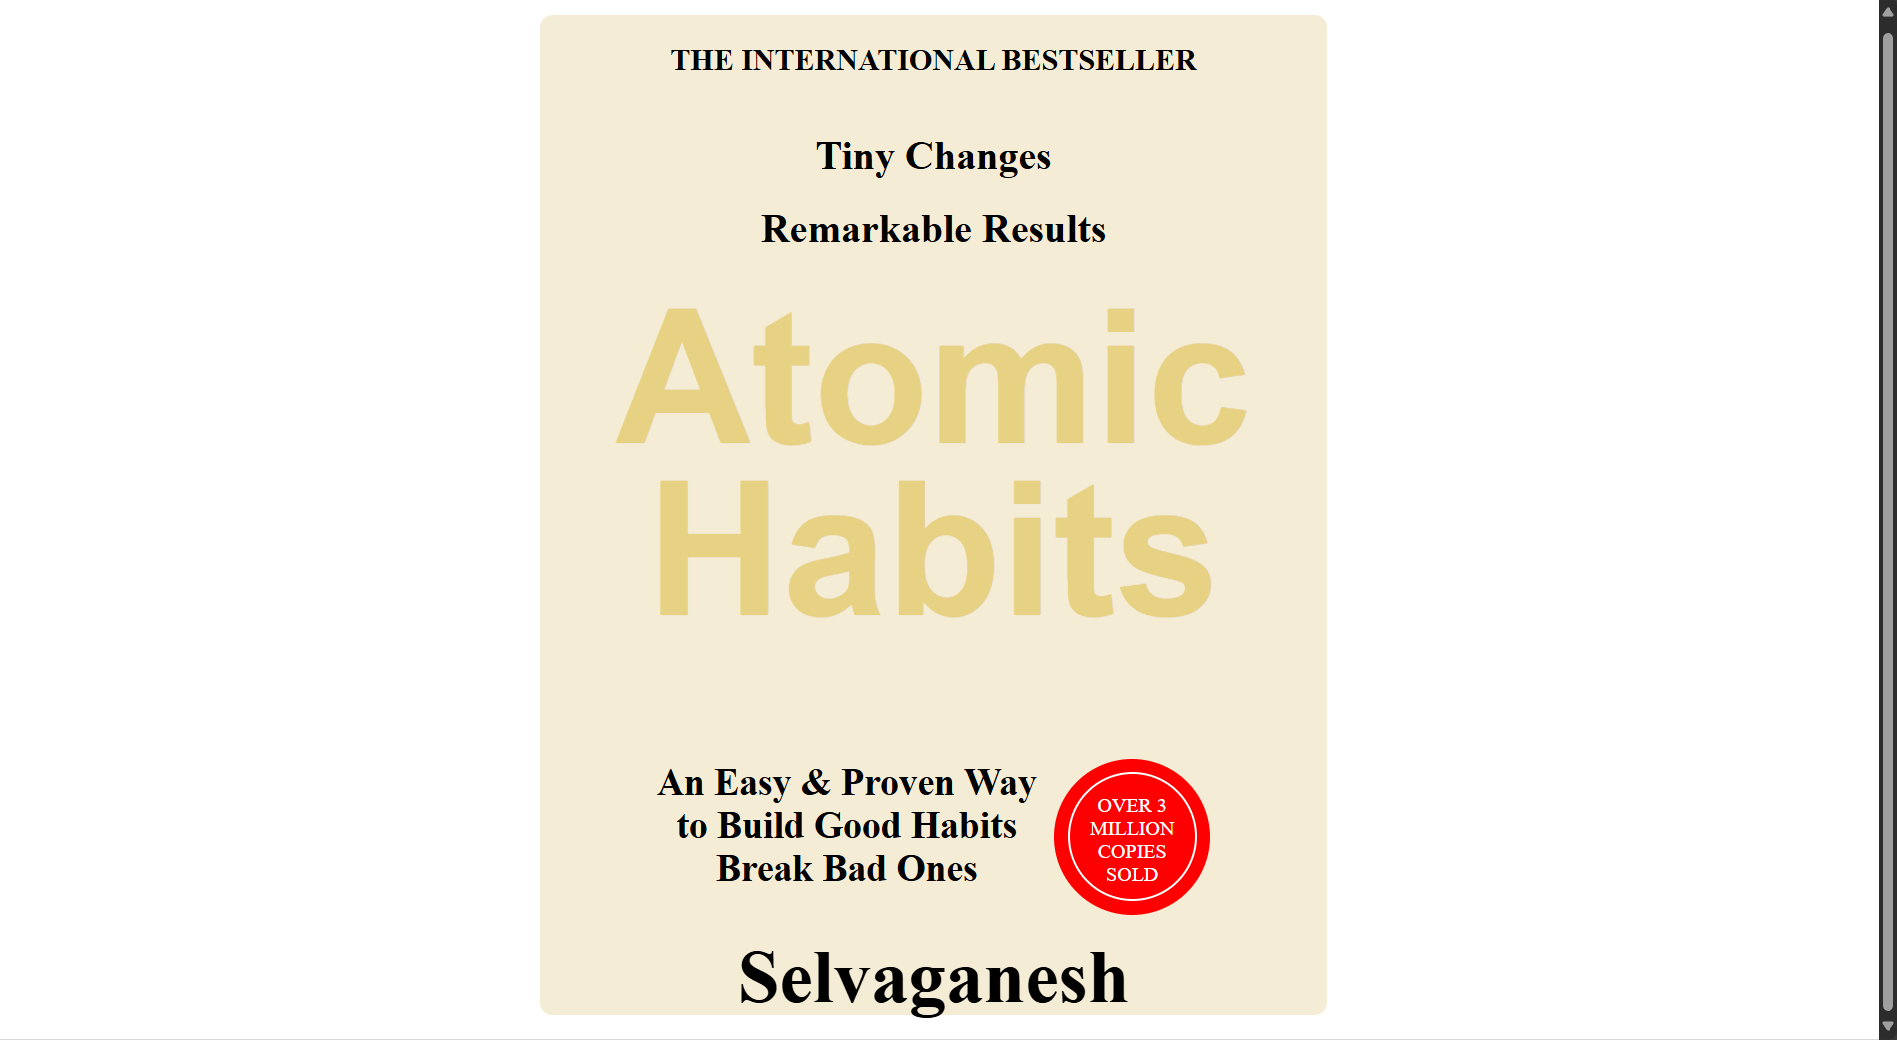 THE INTERNATIONAL BESTSELLER
Tiny Changes
Remarkable Results
Atomic
Habits
An Easy & Proven Way
to Build Good Habits
Break Bad Ones
OVER 3
MILLION
COPIES
SOLD
Selvaganesh